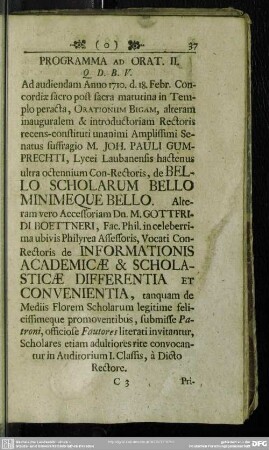 ( o ) 37
PROGRAMMA AD ORAT. II.
Q. D. B. V.
Ad audiendam Anno 1730. d. 18. Febr. Con-
cordiæ sacro post sacra matutina in Tem-
plo peracta, ORATIONUM BIGAM, alteram
inauguralem & introductoriam Rectoris
recens-constituti unanimi Amplissimi Se-
natus suffragio M. JOH. PAULI GUM-
PRECHTI, Lycei Laubanensis hactenus
ultra octennium Con-Rectoris, de BEL-
LO SCHOLARUM BELLO
MINIMEQUE BELLO. Alte-
ram vero Accessoriam Dn. M. GOTTFRI-
DI BOETTNERI, Fac. Phil. in celeberri-
ma ubivis Philyrea Assessoris, Vocati Con-
Rectoris de INFORMATIONIS
ACADEMICÆ & SCHOLA-
STICÆ DIFFERENTIA ET
CONVENIENTIA, tanquam de
Mediis Florem Scholarum legitime feli-
cissimeque promoventibus, submisse Pa-
troni, officiose Fautores literati invitantur,
Scholares etiam adultiores rite convocan-
tur in Auditorium I. Classis, à Dicto
Rectore.
C 3 Pri-
DFG